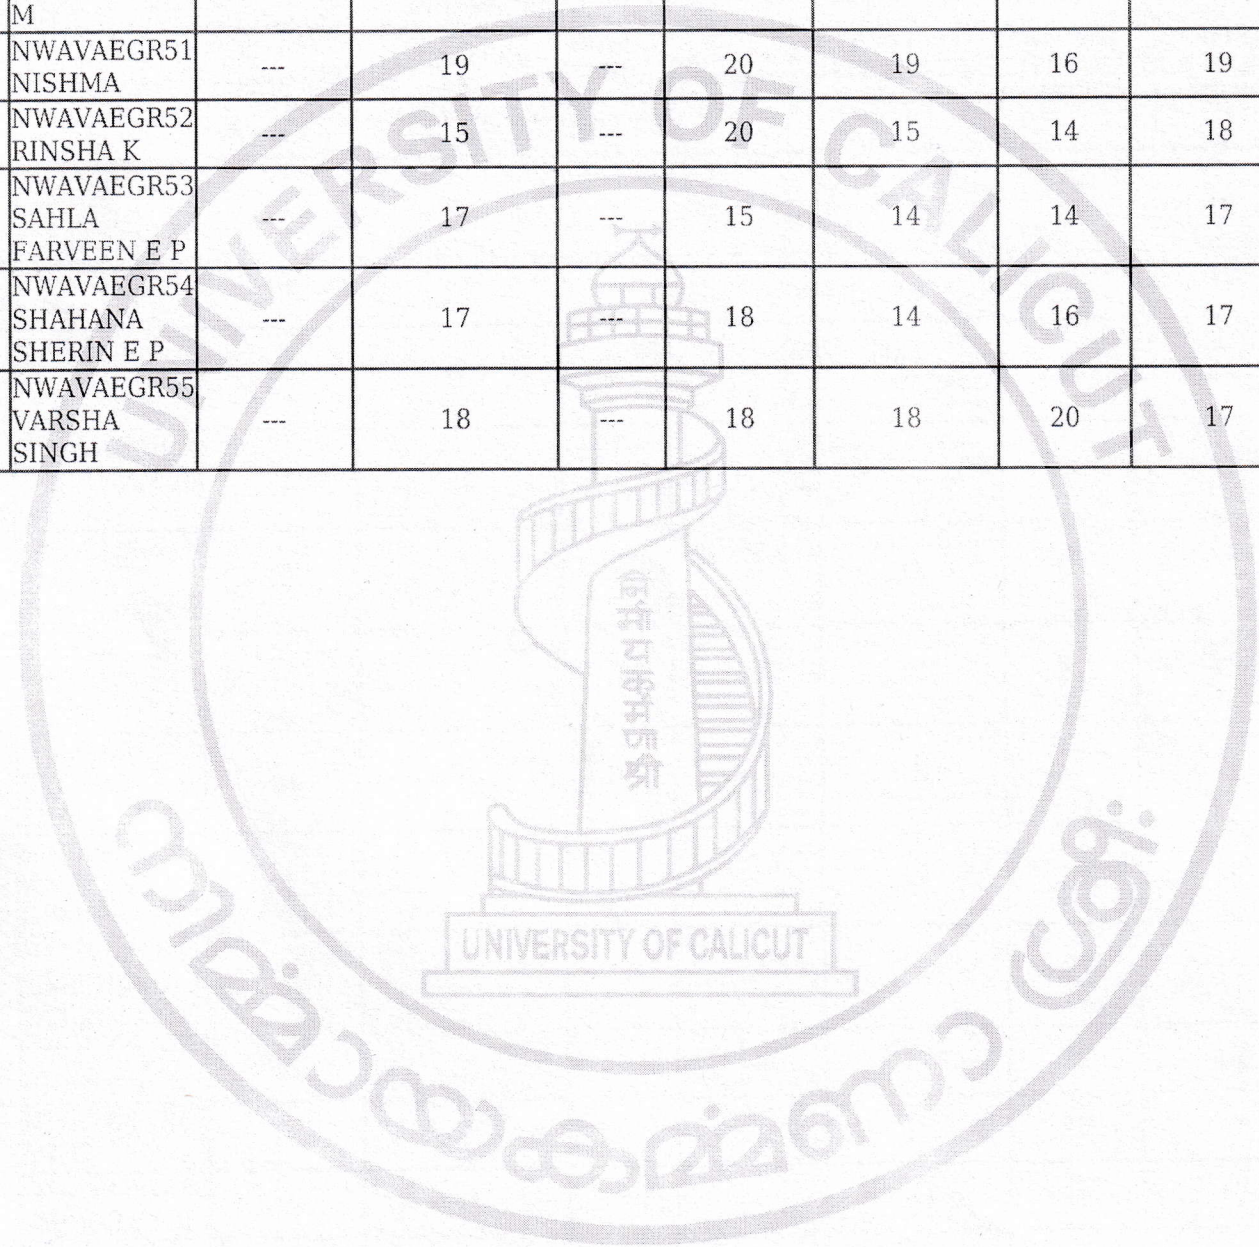 M
NWAVAEGR51
NISHMA --- 19 --- 20 19 16 19
NWAVAEGR52
RINSHA K --- 15 --- 20 15 14 18
NWAVAEGR53
SAHLA --- 17 --- 15 14 14 17
FARVEEN E P
NWAVAEGR54
SHAHANA --- 17 --- 18 14 16 17
SHERIN E P
NWAVAEGR55
VARSHA --- 18 --- 18 18 20 17
SINGH
UNIVERSITY OF CALICUT
UNIVERSITY OF CALICUT